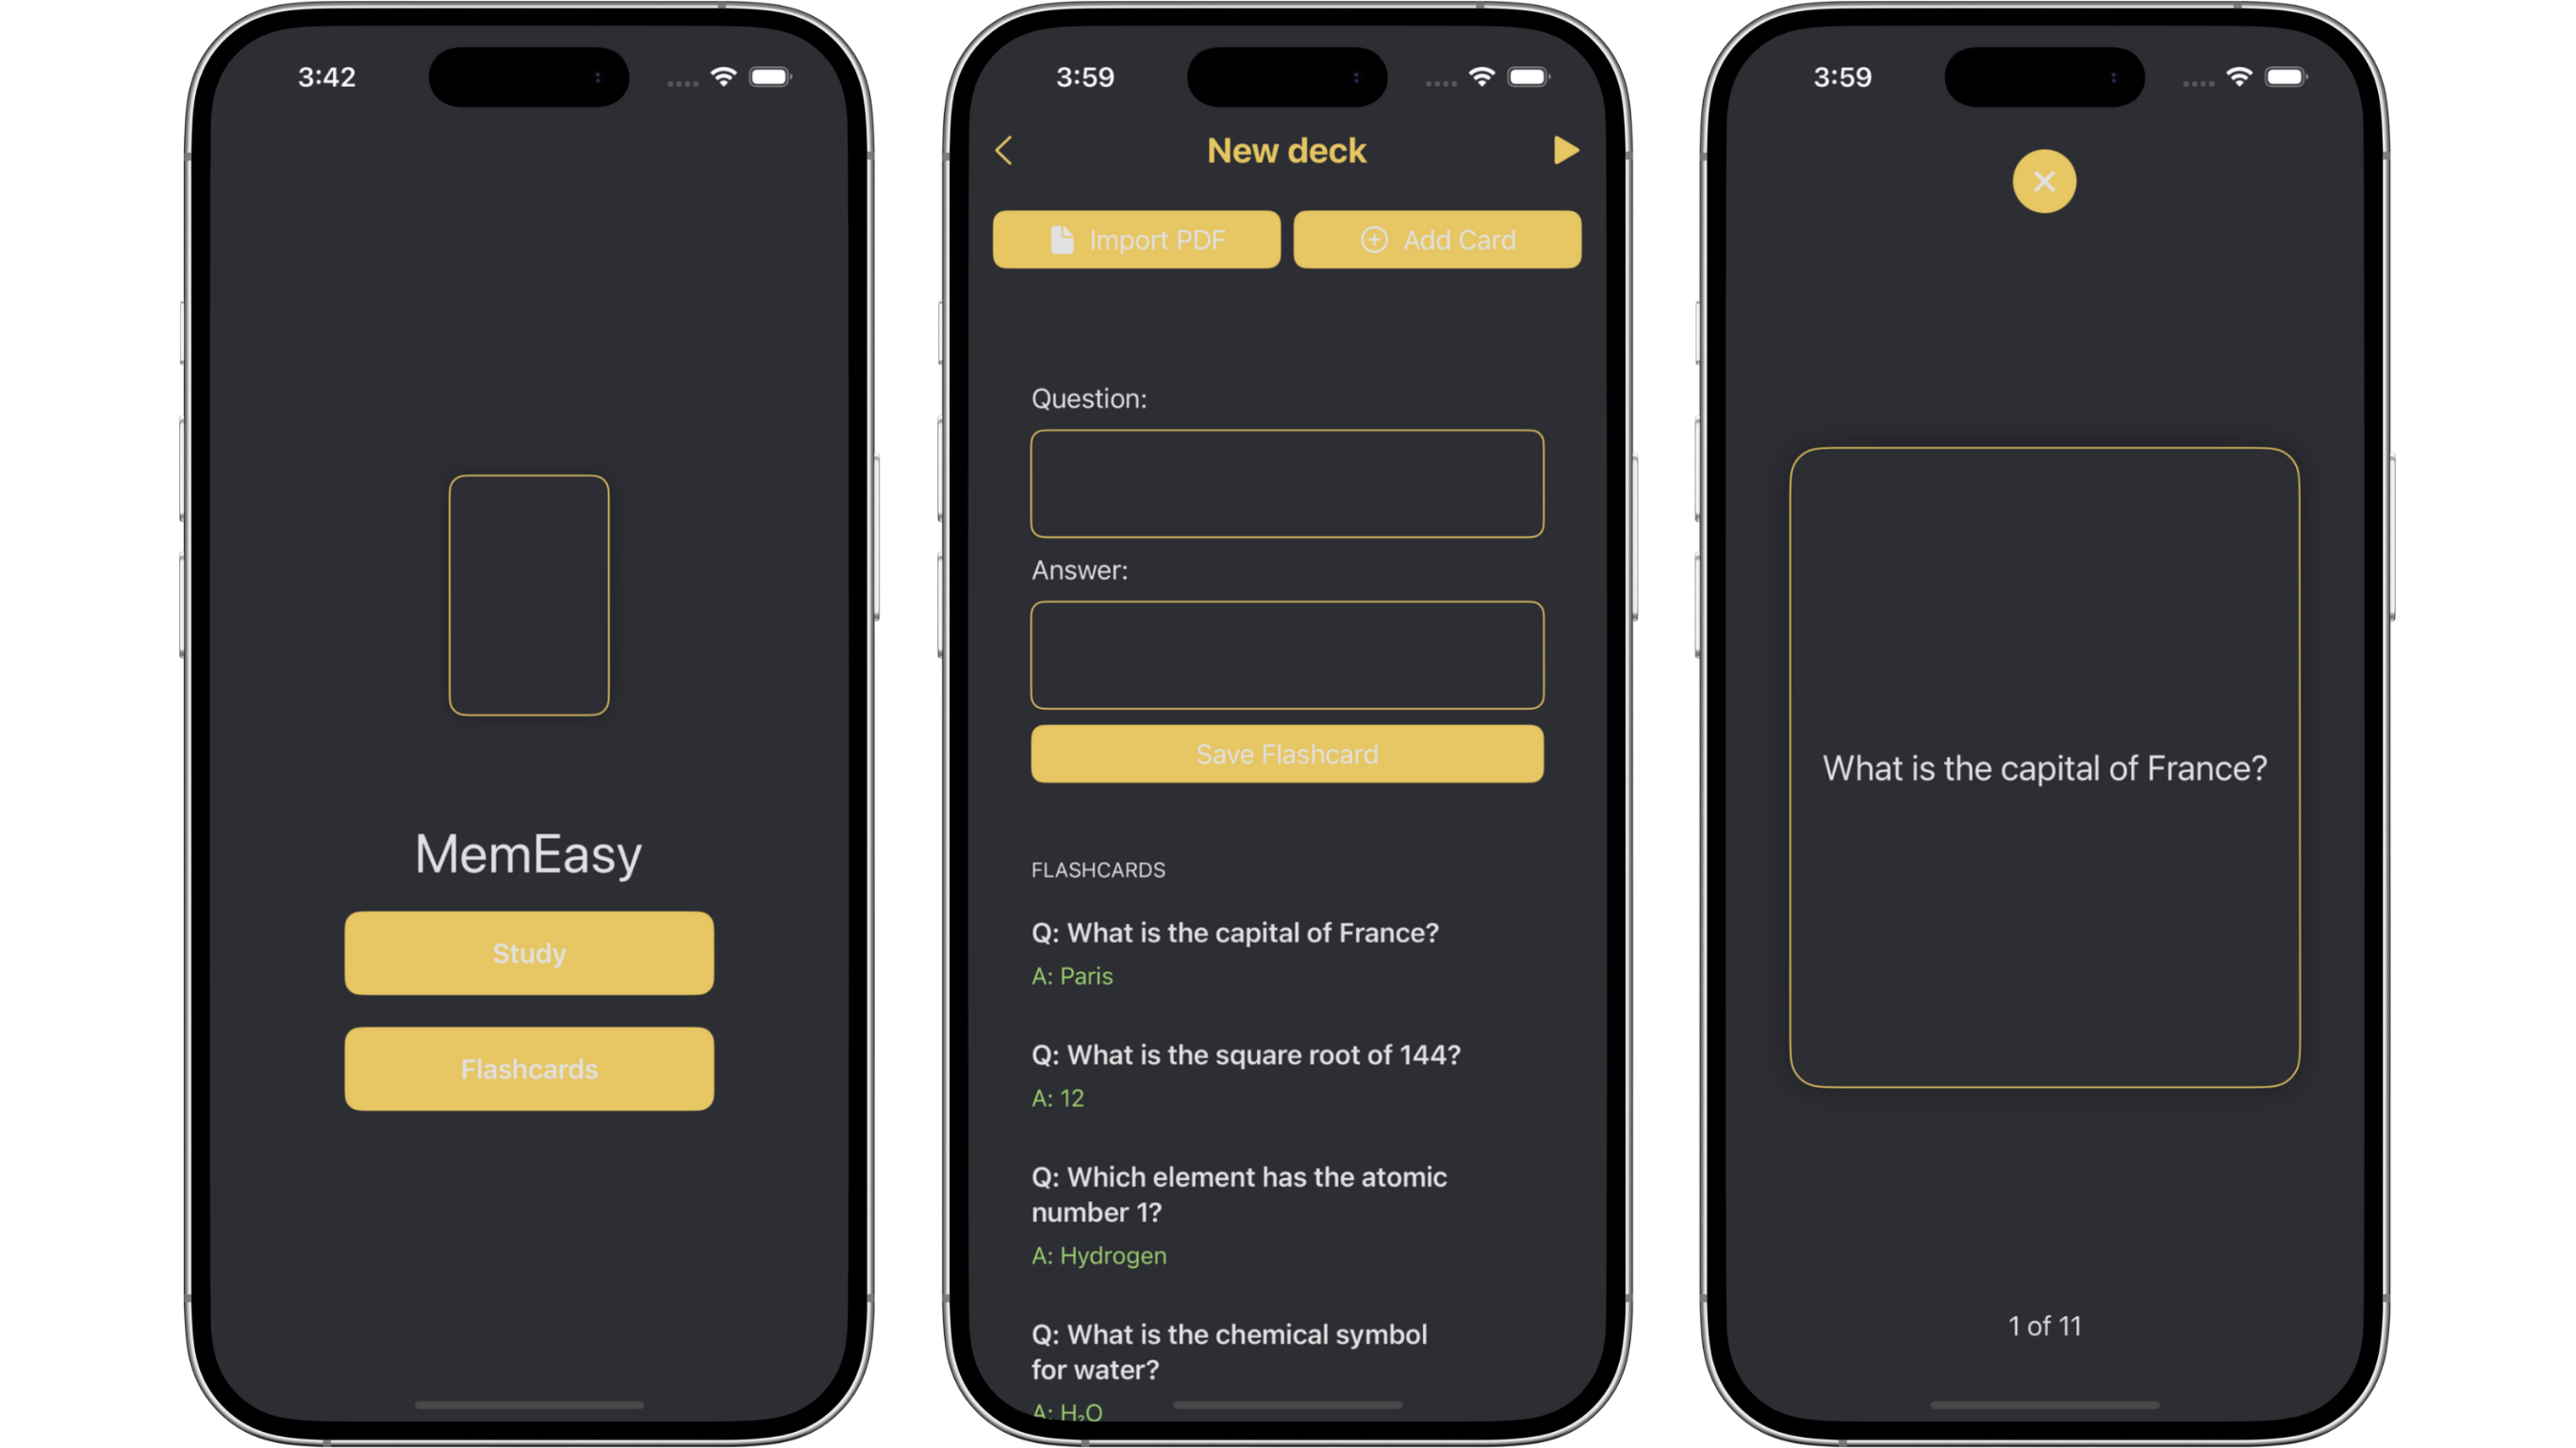 3:42
MemEasy
Study
Flashcards
3:59
New deck
Import PDF
Add Card
Question:
Answer:
Save Flashcard
FLASHCARDS
Q: What is the capital of France?
A: Paris
Q: What is the square root of 144?
A: 12
Q: Which element has the atomic
number 1?
A: Hydrogen
Q: What is the chemical symbol
for water?
A: H₂O
3:59
What is the capital of France?
1 of 11